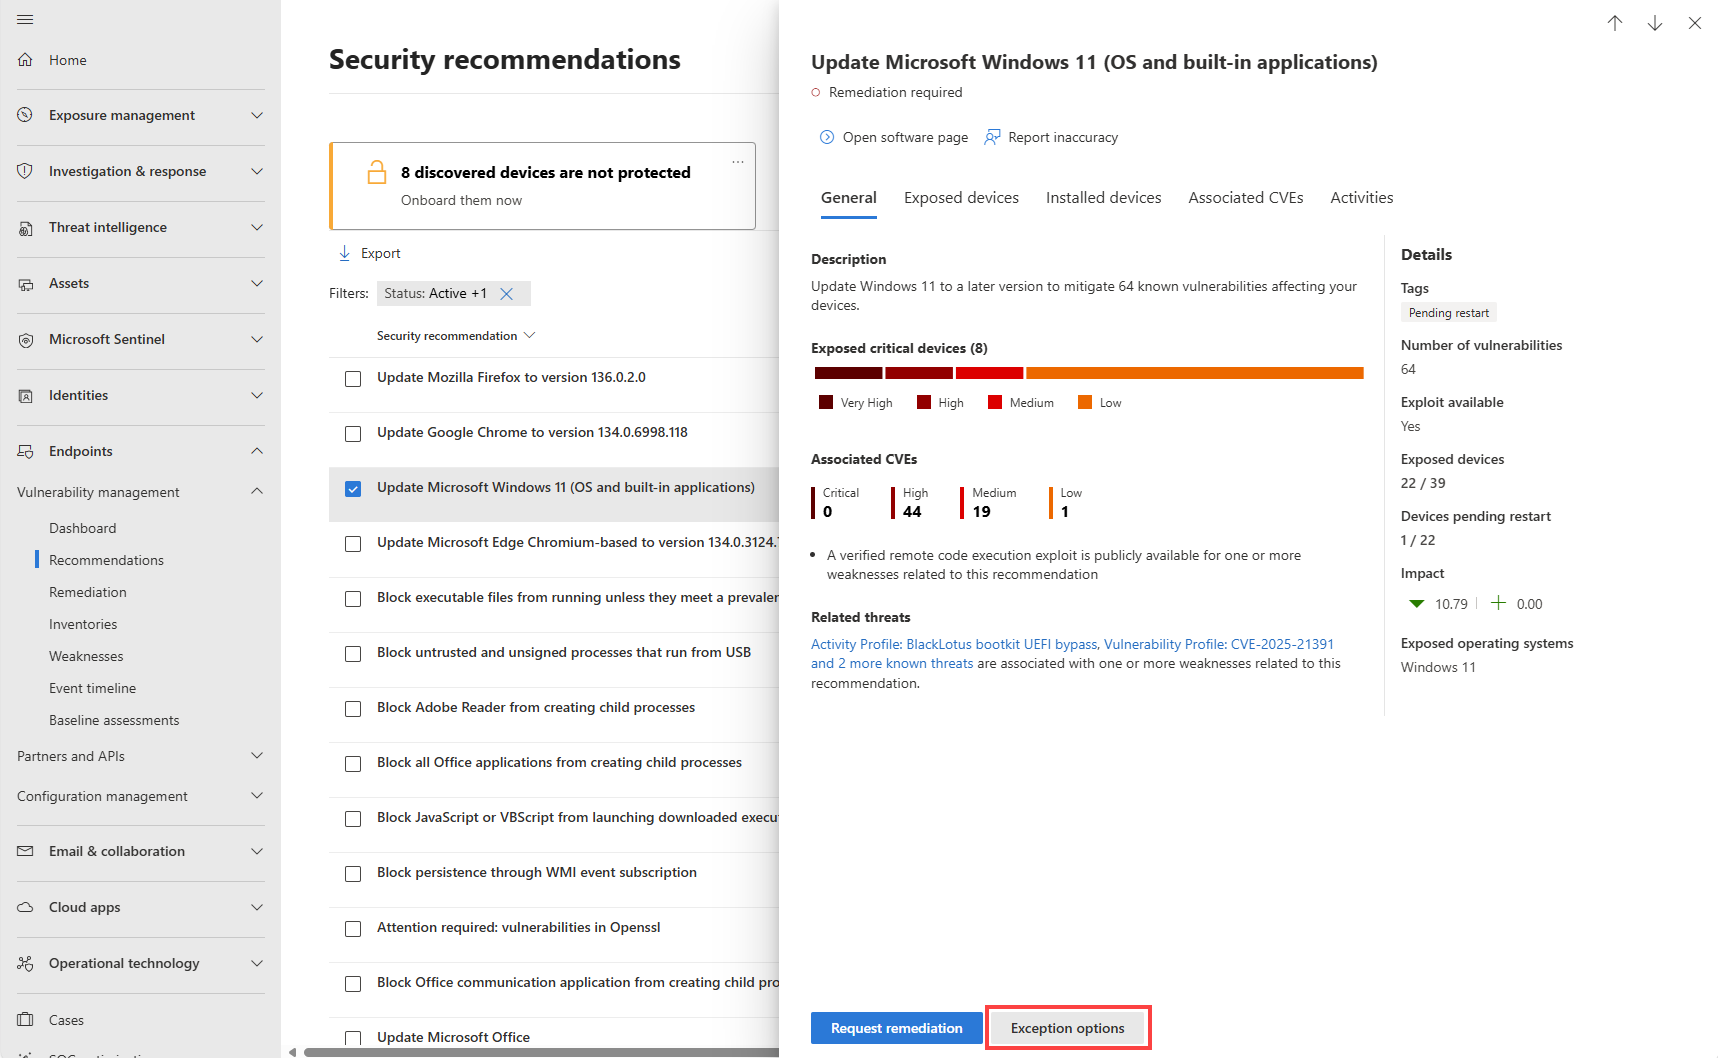 Home
Exposure management
Investigation & response
Threat intelligence
Assets
Microsoft Sentinel
Identities
Endpoints
Vulnerability management
Dashboard
Recommendations
Remediation
Inventories
Weaknesses
Event timeline
Baseline assessments
Partners and APIs
Configuration management
Email & collaboration
Cloud apps
Operational technology
Cases
Security recommendations
8 discovered devices are not protected
Onboard them now
Export
Filters: Status: Active +1
Security recommendation
Update Mozilla Firefox to version 136.0.2.0
Update Google Chrome to version 134.0.6998.118
Update Microsoft Windows 11 (OS and built-in applications)
Update Microsoft Edge Chromium-based to version 134.0.3124.
Block executable files from running unless they meet a prevalen
Block untrusted and unsigned processes that run from USB
Block Adobe Reader from creating child processes
Block all Office applications from creating child processes
Block JavaScript or VBScript from launching downloaded execu
Block persistence through WMI event subscription
Attention required: vulnerabilities in Openssl
Block Office communication application from creating child pro
Update Microsoft Office
Update Microsoft Windows 11 (OS and built-in applications)
Remediation required
Open software page Report inaccuracy
General Exposed devices Installed devices Associated CVEs Activities
Description
Update Windows 11 to a later version to mitigate 64 known vulnerabilities affecting your
devices.
Exposed critical devices (8)
Very High High Medium Low
Associated CVEs
Critical High Medium Low
0 44 19 1
• A verified remote code execution exploit is publicly available for one or more
weaknesses related to this recommendation
Related threats
Activity Profile: BlackLotus bootkit UEFI bypass, Vulnerability Profile: CVE-2025-21391
and 2 more known threats are associated with one or more weaknesses related to this
recommendation.
Details
Tags
Pending restart
Number of vulnerabilities
64
Exploit available
Yes
Exposed devices
22 / 39
Devices pending restart
1 / 22
Impact
10.79 0.00
Exposed operating systems
Windows 11
Request remediation Exception options